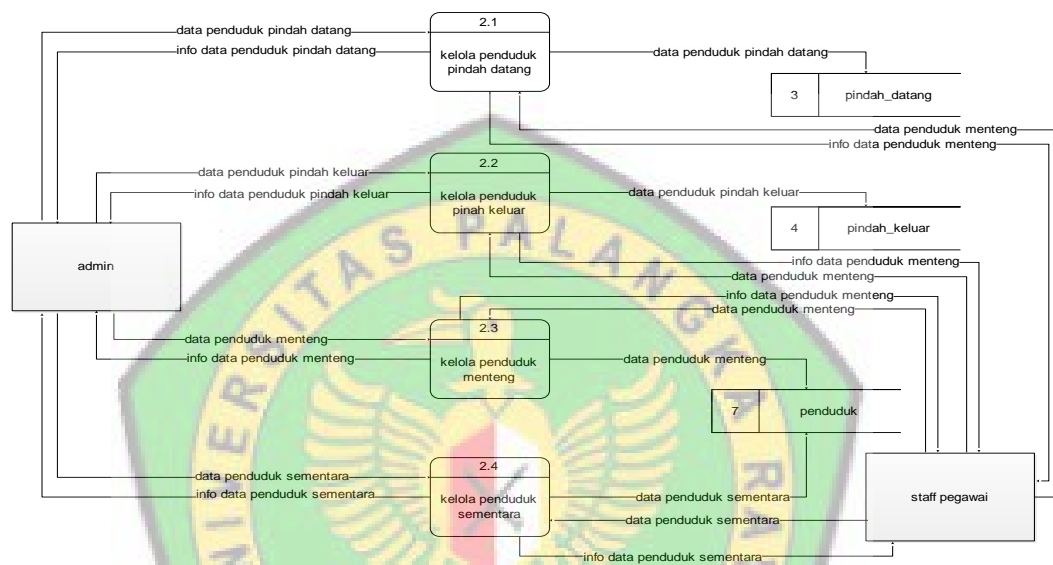 2.1
data penduduk pindah datang
info data penduduk pindah datang
kelola penduduk
pindah datang
data penduduk pindah datang
3
pindah_datang
data penduduk menteng
info data penduduk menteng
2.2
data penduduk pindah keluar
info data penduduk pindah keluar
kelola penduduk
pinah keluar
data penduduk pindah keluar
4
pindah_keluar
admin
info data penduduk menteng
data penduduk menteng
info data penduduk menteng
data penduduk menteng
2.3
data penduduk menteng
info data penduduk menteng
kelola penduduk
menteng
data penduduk menteng
7
penduduk
2.4
data penduduk sementara
info data penduduk sementara
kelola penduduk
sementara
data penduduk sementara
data penduduk sementara
staff pegawai
info data penduduk sementara
NIVERSITAS PALANGKA RA